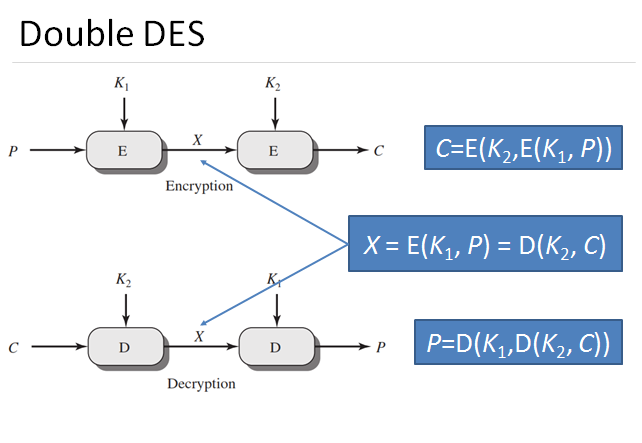 Double DES
K₁ K₂
P E X E C
C=E(K₂,E(K₁, P))
Encryption
X = E(K₁, P) = D(K₂, C)
K₂ K₁
C D X D P
P=D(K₁,D(K₂, C))
Decryption